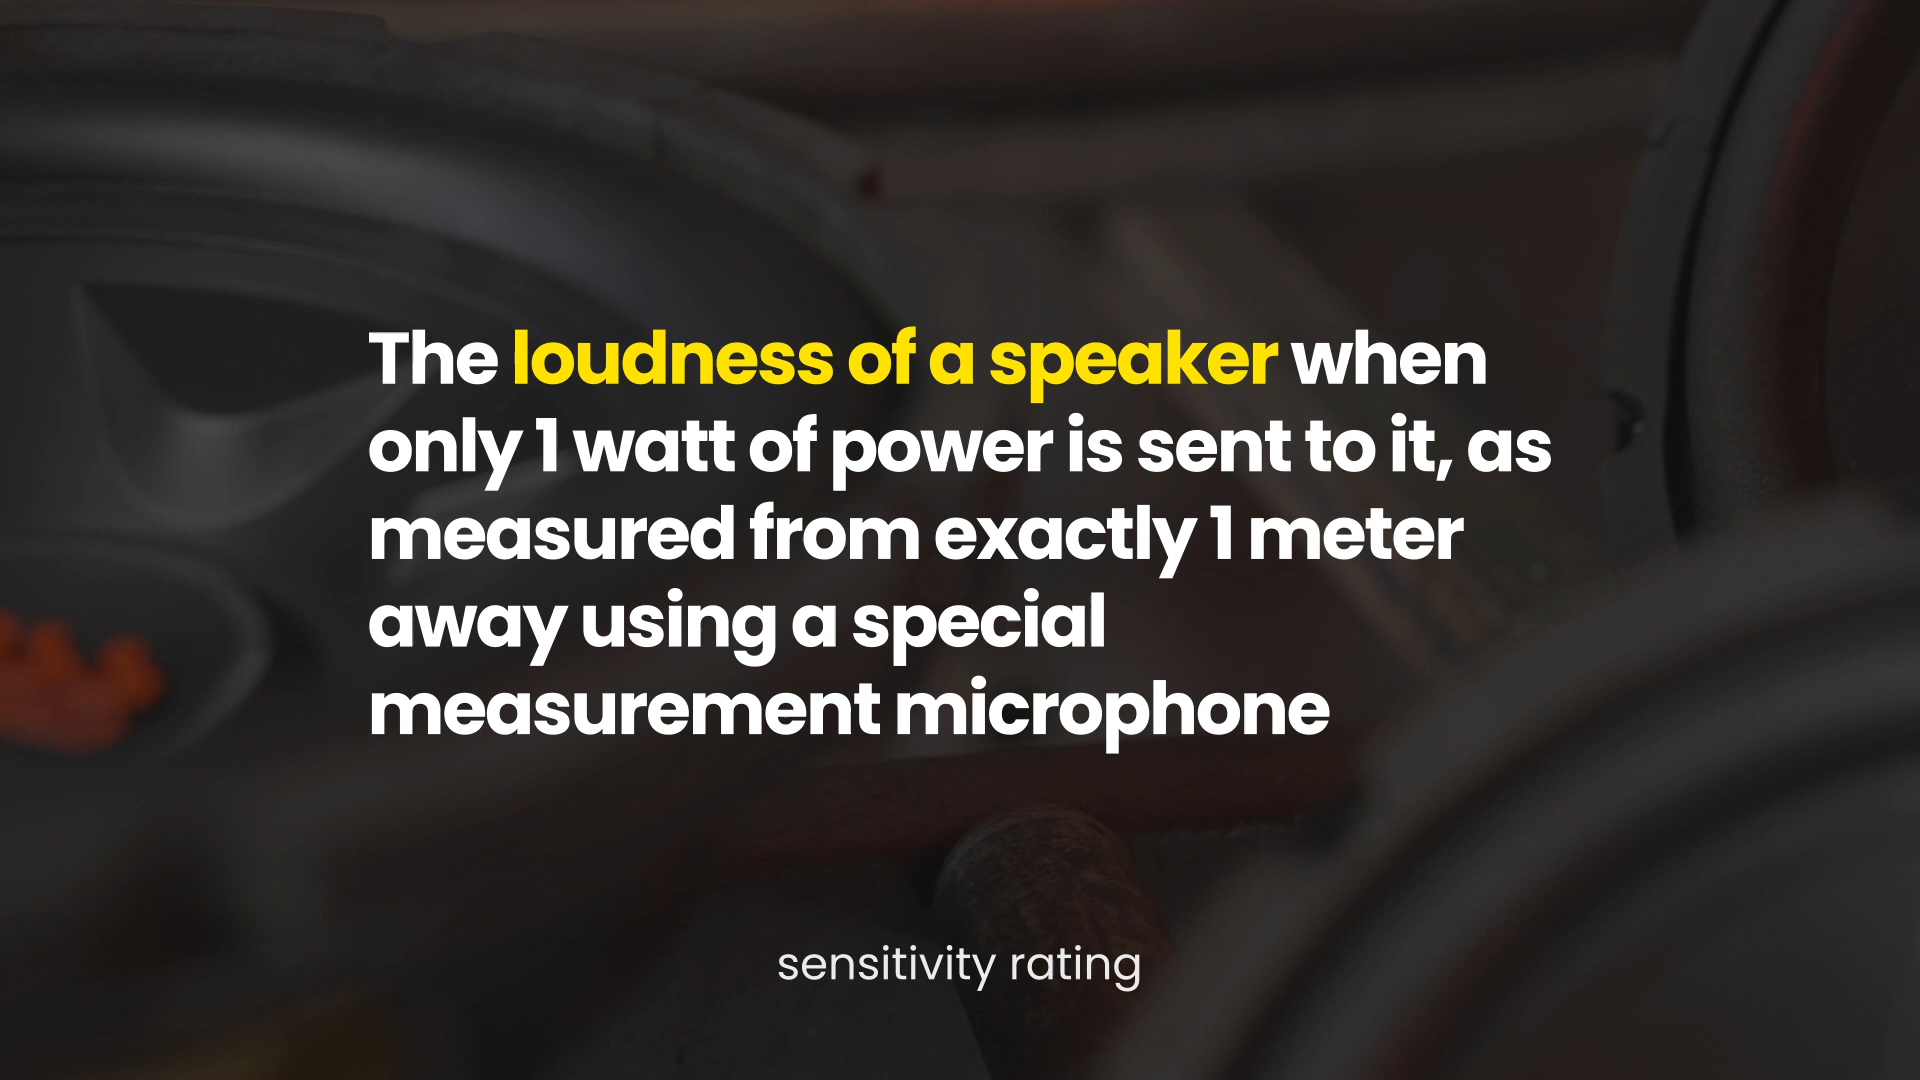 The loudness of a speaker when
only 1 watt of power is sent to it, as
measured from exactly 1 meter
away using a special
measurement microphone
sensitivity rating